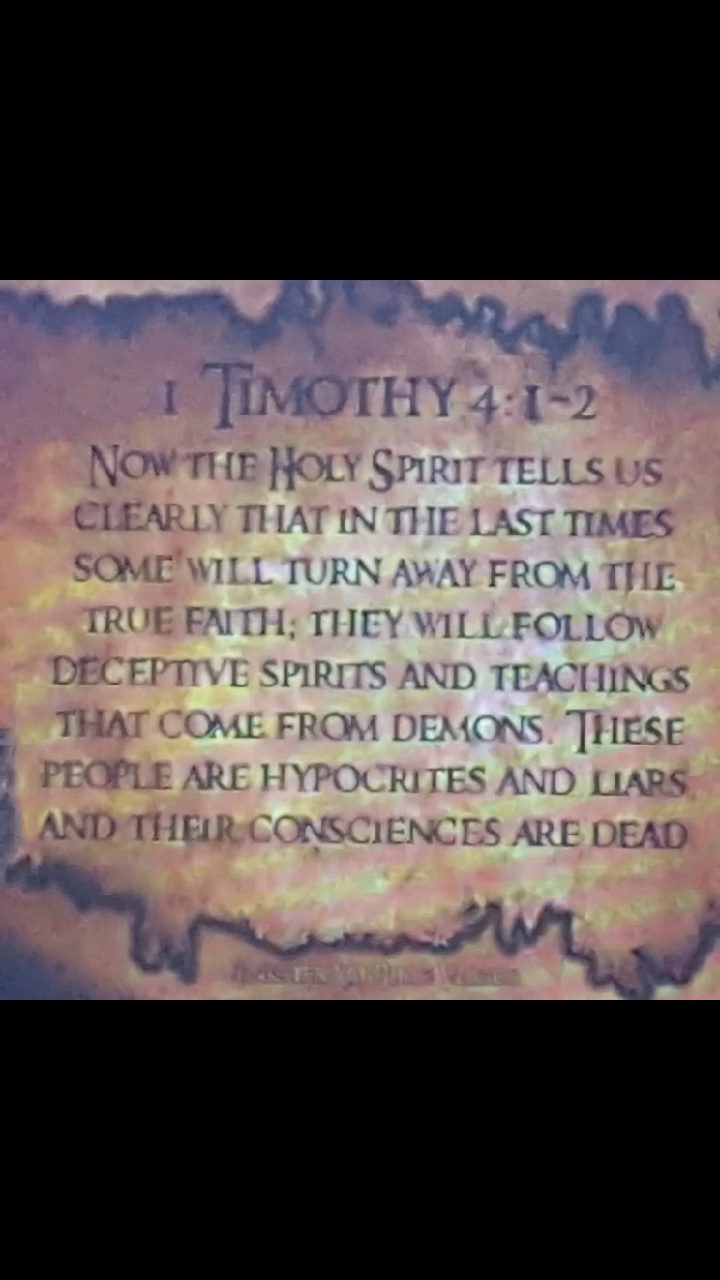 1 Timothy 4:1-2
Now the Holy Spirit tells us
clearly that in the last times
some will turn away from the
true faith; they will follow
deceptive spirits and teachings
that come from demons. These
people are hypocrites and liars
and their consciences are dead